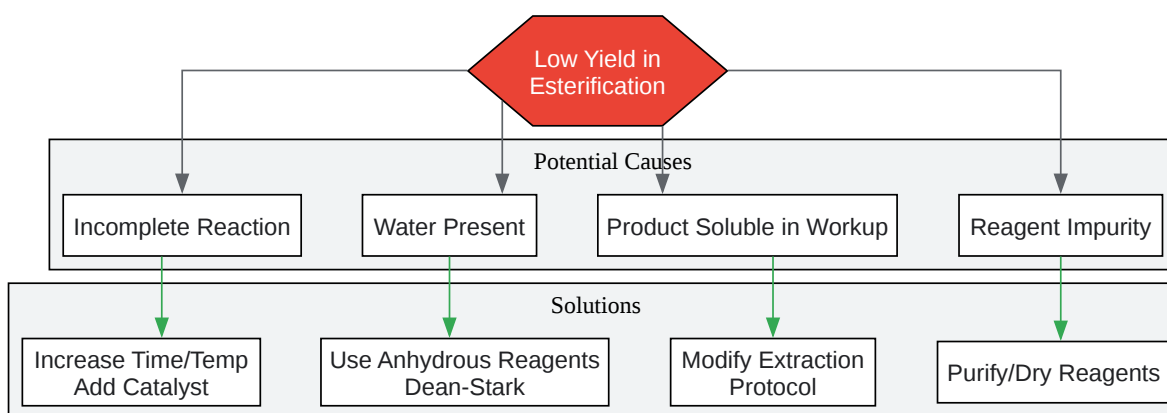 Low Yield in
Esterification
Potential Causes
Incomplete Reaction
Water Present
Product Soluble in Workup
Reagent Impurity
Solutions
Increase Time/Temp
Add Catalyst
Use Anhydrous Reagents
Dean-Stark
Modify Extraction
Protocol
Purify/Dry Reagents